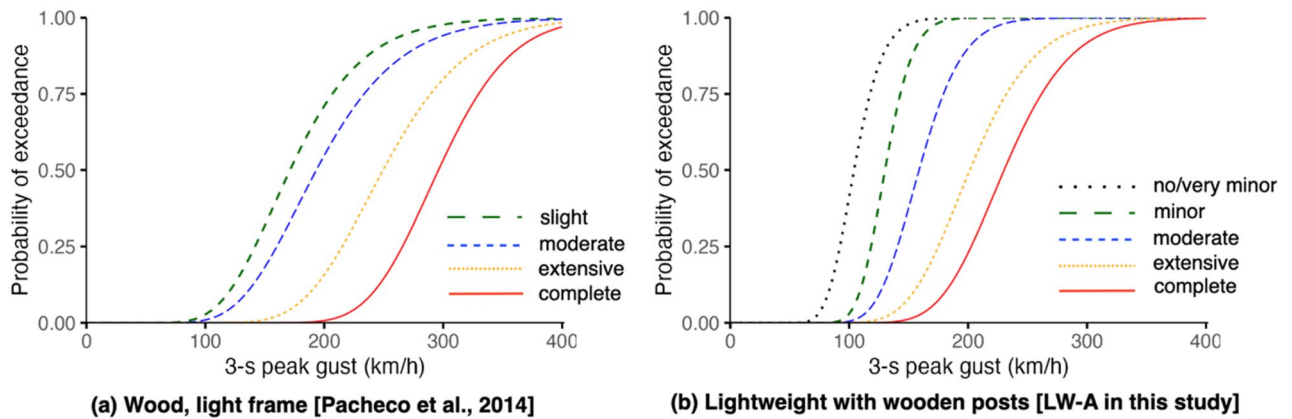 Probability of exceedance
1.00
0.75
0.50
0.25
0.00
slight
moderate
extensive
complete
0 100 200 300 400
3-s peak gust (km/h)
(a) Wood, light frame [Pacheco et al., 2014]
Probability of exceedance
1.00
0.75
0.50
0.25
0.00
no/very minor
minor
moderate
extensive
complete
0 100 200 300 400
3-s peak gust (km/h)
(b) Lightweight with wooden posts [LW-A in this study]